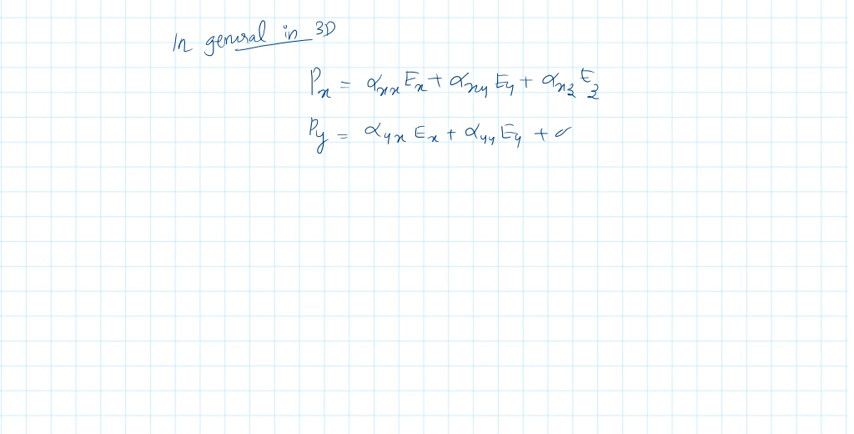 In general in 3D
Px = αxx Ex + αxy Ey + αxz Ez
Py = αyx Ex + αyy Ey +